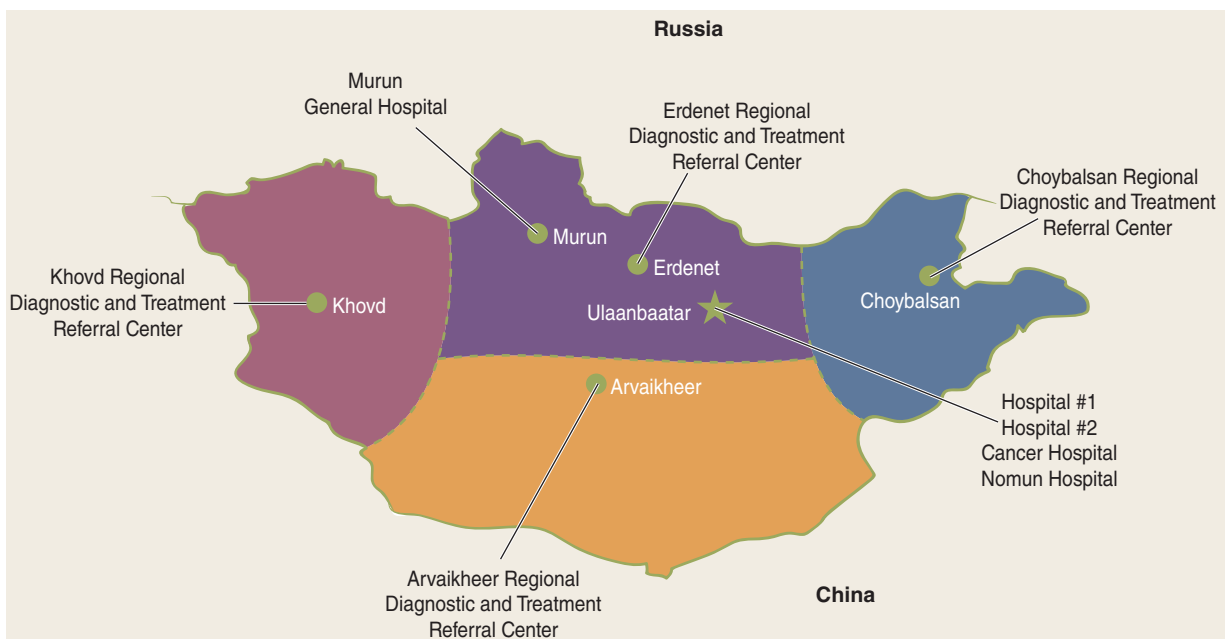 Russia
Murun
General Hospital
Erdenet Regional
Diagnostic and Treatment
Referral Center
Choybalsan Regional
Diagnostic and Treatment
Referral Center
Khovd Regional
Diagnostic and Treatment
Referral Center
Murun
Erdenet
Khovd
Ulaanbaatar
Choybalsan
Arvaikheer
Hospital #1
Hospital #2
Cancer Hospital
Nomun Hospital
Arvaikheer Regional
Diagnostic and Treatment
Referral Center
China